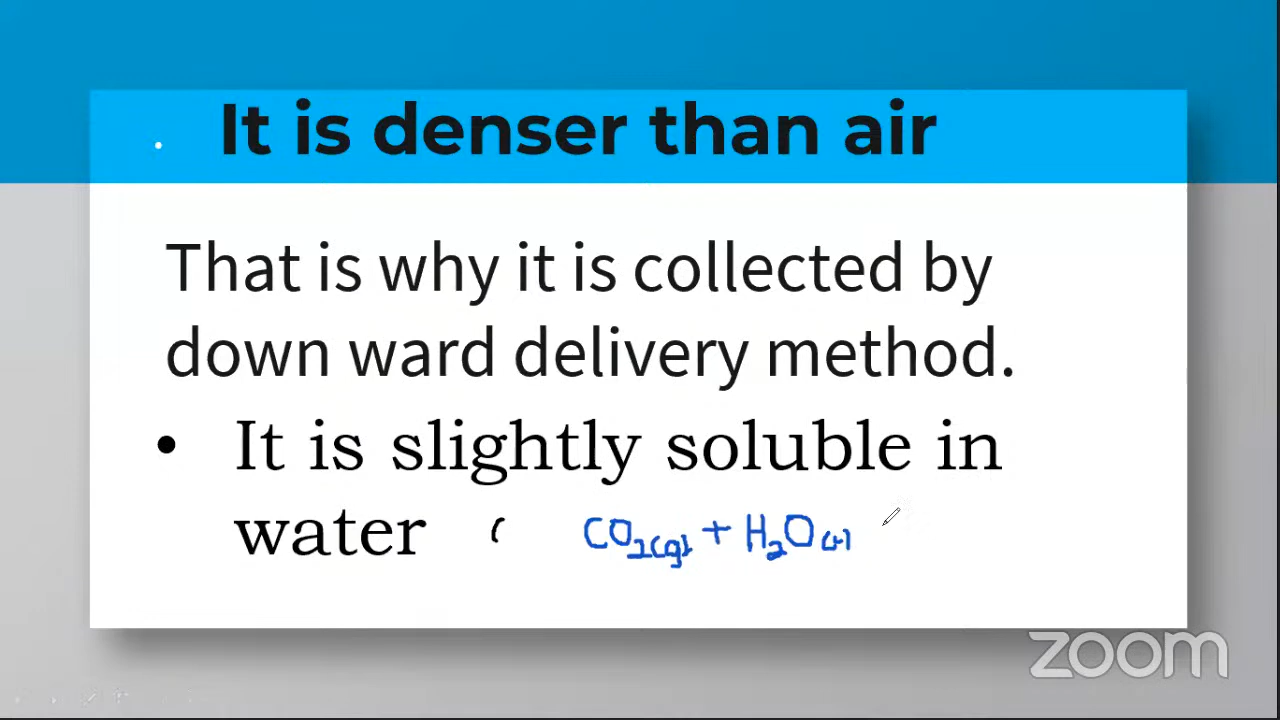 It is denser than air
That is why it is collected by
down ward delivery method.
• It is slightly soluble in
water ( CO2(g) + H2O(l)
zoom